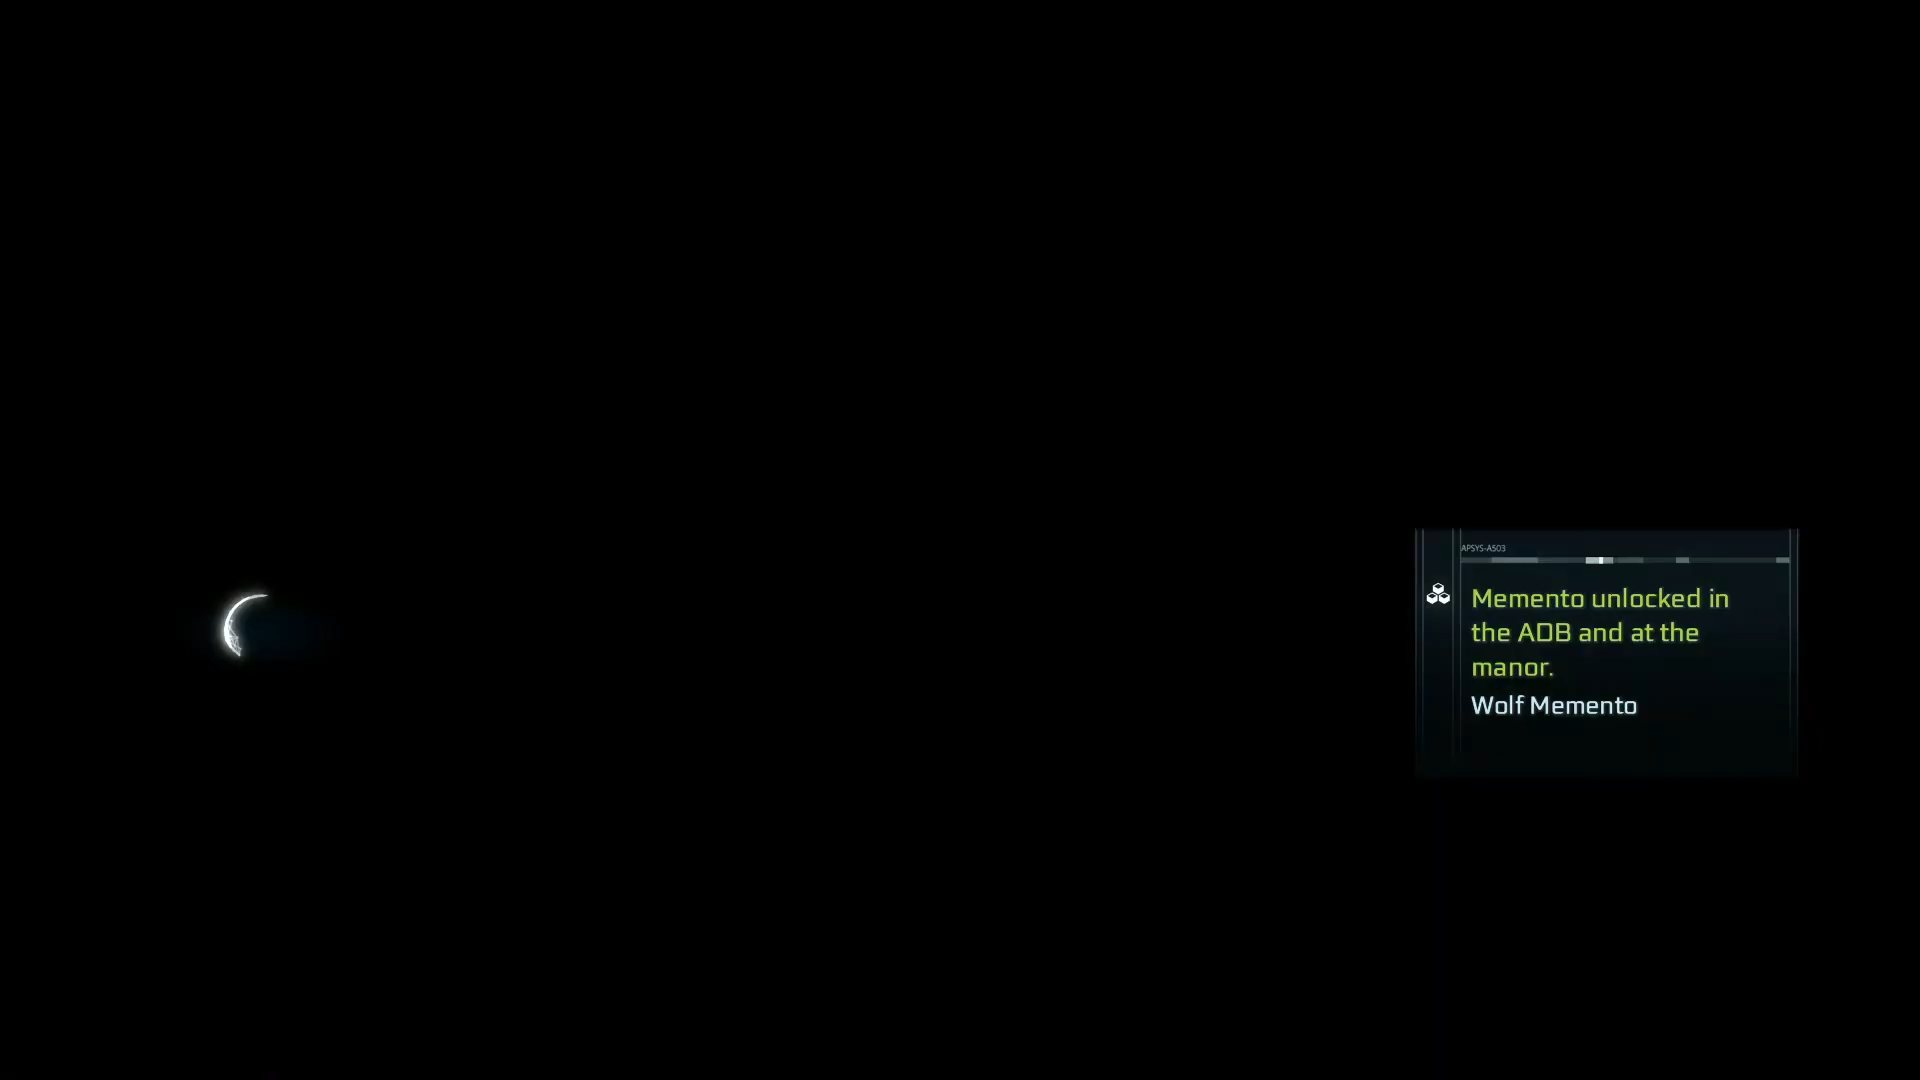 APSYS-A503
Memento unlocked in
the ADB and at the
manor.
Wolf Memento